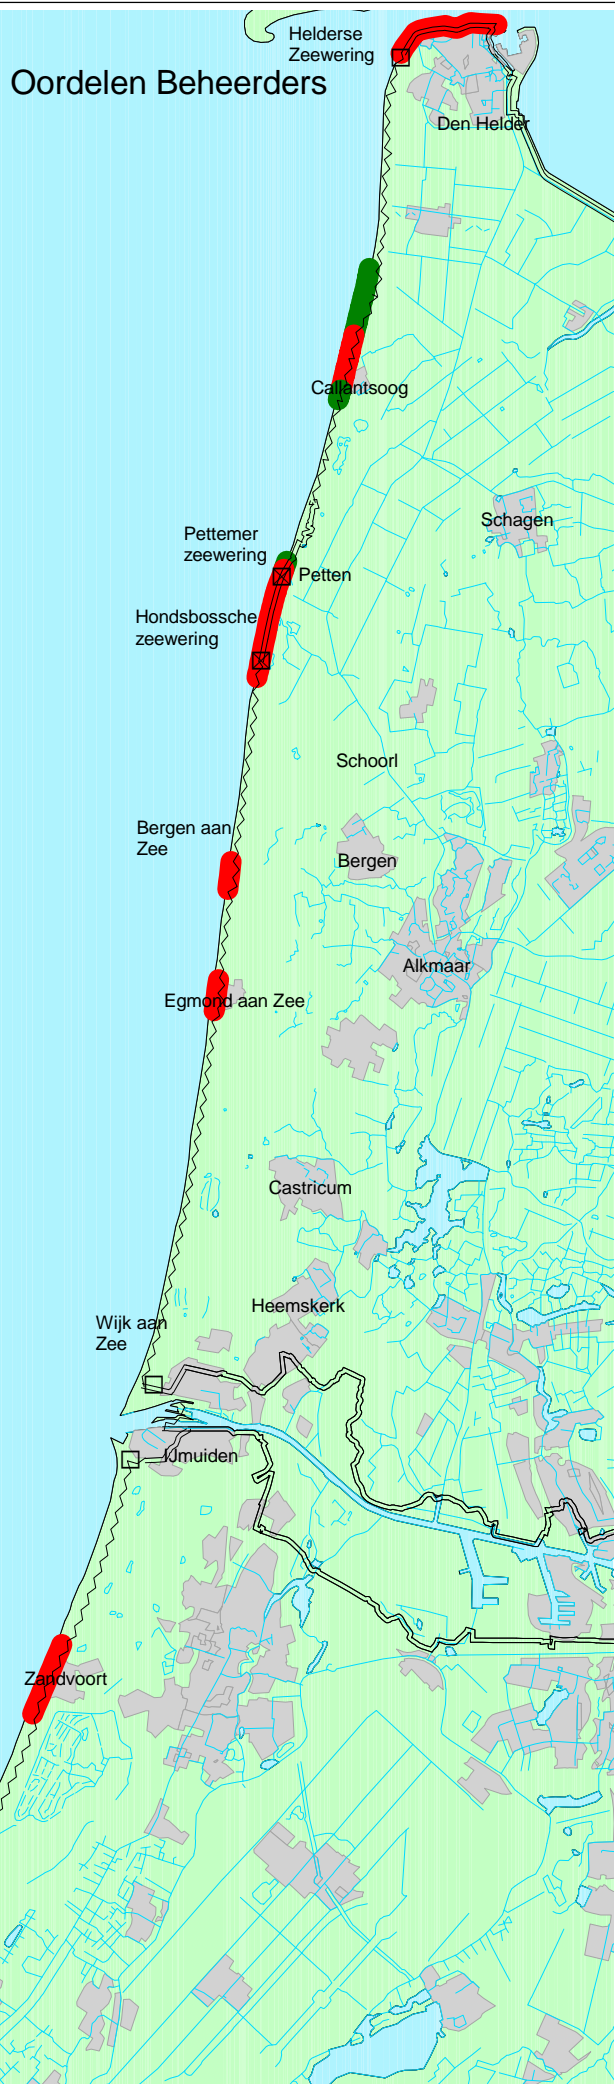 Helderse
Zeewering
Oordelen Beheerders
Den Helder
Callantsoog
Schagen
Pettemer
zeewering
Petten
Hondsbossche
zeewering
Schoorl
Bergen aan
Zee
Bergen
Alkmaar
Egmond aan Zee
Castricum
Heemskerk
Wijk aan
Zee
IJmuiden
Zandvoort